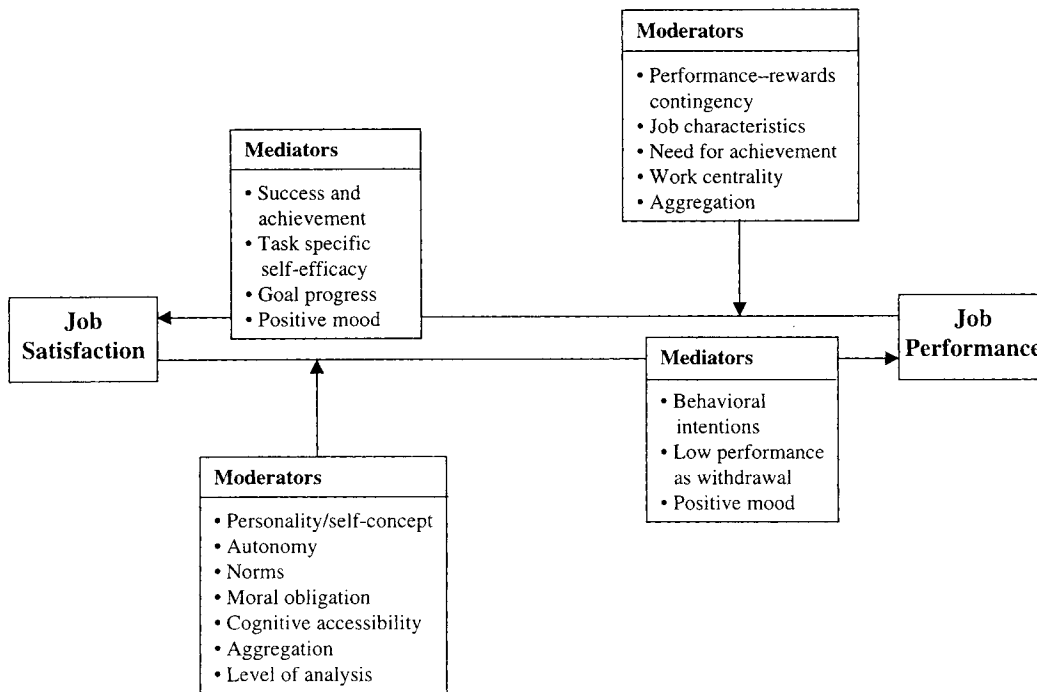 Moderators
• Performance–rewards
contingency
• Job characteristics
• Need for achievement
• Work centrality
• Aggregation
Mediators
• Success and
achievement
• Task specific
self-efficacy
• Goal progress
• Positive mood
Job
Satisfaction
Job
Performance
Mediators
• Behavioral
intentions
• Low performance
as withdrawal
• Positive mood
Moderators
• Personality/self-concept
• Autonomy
• Norms
• Moral obligation
• Cognitive accessibility
• Aggregation
• Level of analysis